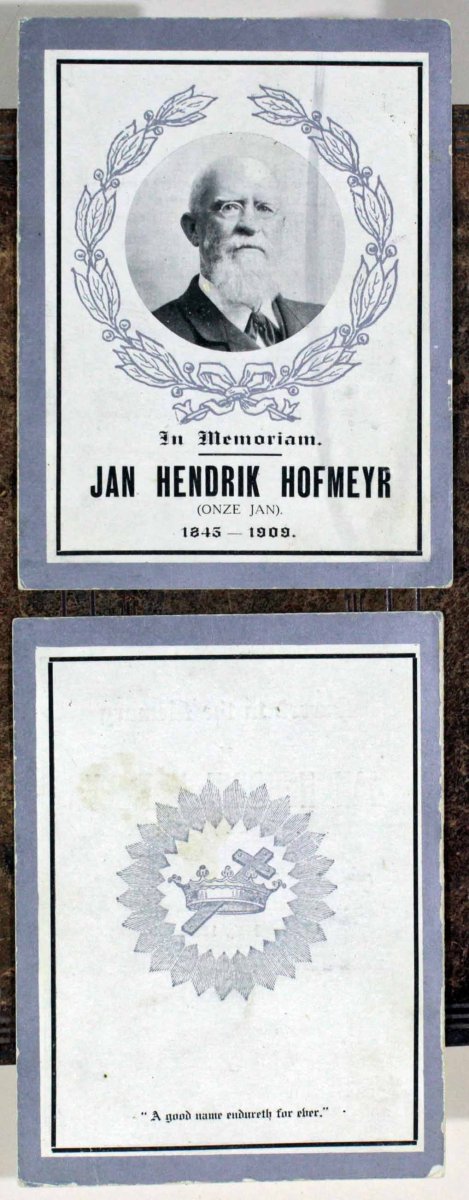 In Memoriam.
JAN HENDRIK HOFMEYR
(ONZE JAN).
1845 — 1909.
"A good name endureth for ever."